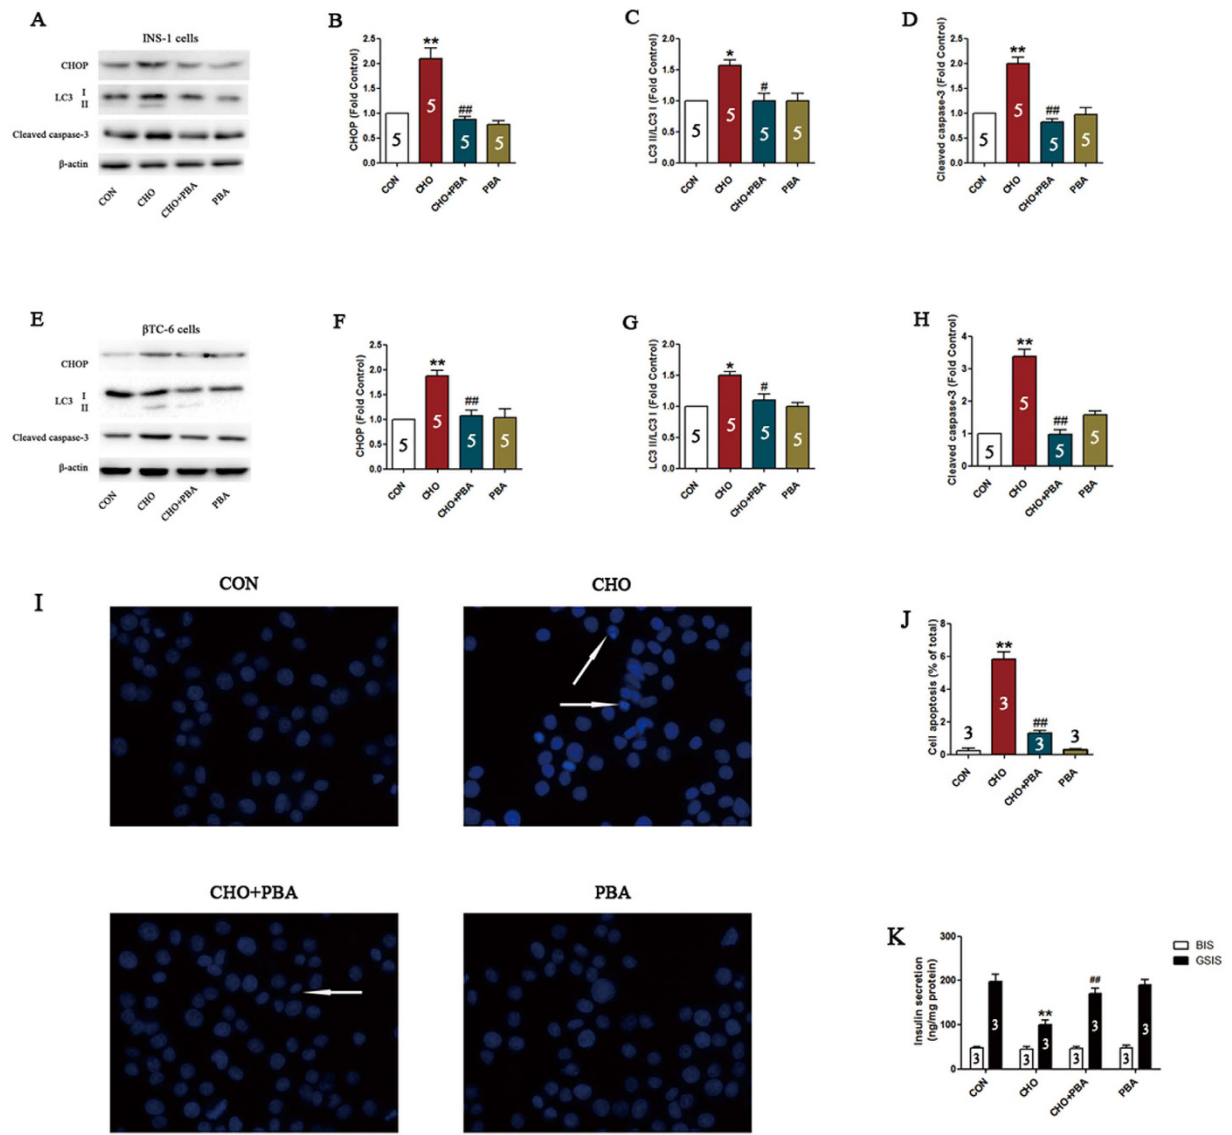 A
INS-1 cells
CHOP
LC3 I
II
Cleaved caspase-3
β-actin
CON
CHO
CHO+PBA
PBA
B
CHOP (Fold Control)
2.5
2.0
1.5
1.0
0.5
0.0
**
##
5
5
5
5
CON
CHO
CHO+PBA
PBA
C
LC3 II/LC3 I (Fold Control)
2.0
1.5
1.0
0.5
0.0
*
#
5
5
5
5
CON
CHO
CHO+PBA
PBA
D
Cleaved caspase-3 (Fold Control)
2.5
2.0
1.5
1.0
0.5
0.0
**
##
5
5
5
5
CON
CHO
CHO+PBA
PBA
E
βTC-6 cells
CHOP
LC3 I
II
Cleaved caspase-3
β-actin
CON
CHO
CHO+PBA
PBA
F
CHOP (Fold Control)
2.5
2.0
1.5
1.0
0.5
0.0
**
##
5
5
5
5
CON
CHO
CHO+PBA
PBA
G
LC3 II/LC3 I (Fold Control)
2.0
1.5
1.0
0.5
0.0
*
#
5
5
5
5
CON
CHO
CHO+PBA
PBA
H
Cleaved caspase-3 (Fold Control)
4
3
2
1
0
**
##
5
5
5
5
CON
CHO
CHO+PBA
PBA
I
CON
CHO
CHO+PBA
PBA
J
Cell apoptosis (% of total)
8
6
4
2
0
**
##
3
3
3
3
CON
CHO
CHO+PBA
PBA
K
Insulin secretion
(ng/mg protein)
300
200
100
0
**
##
3
3
3
3
3
3
3
3
CON
CHO
CHO+PBA
PBA
BIS
GSIS